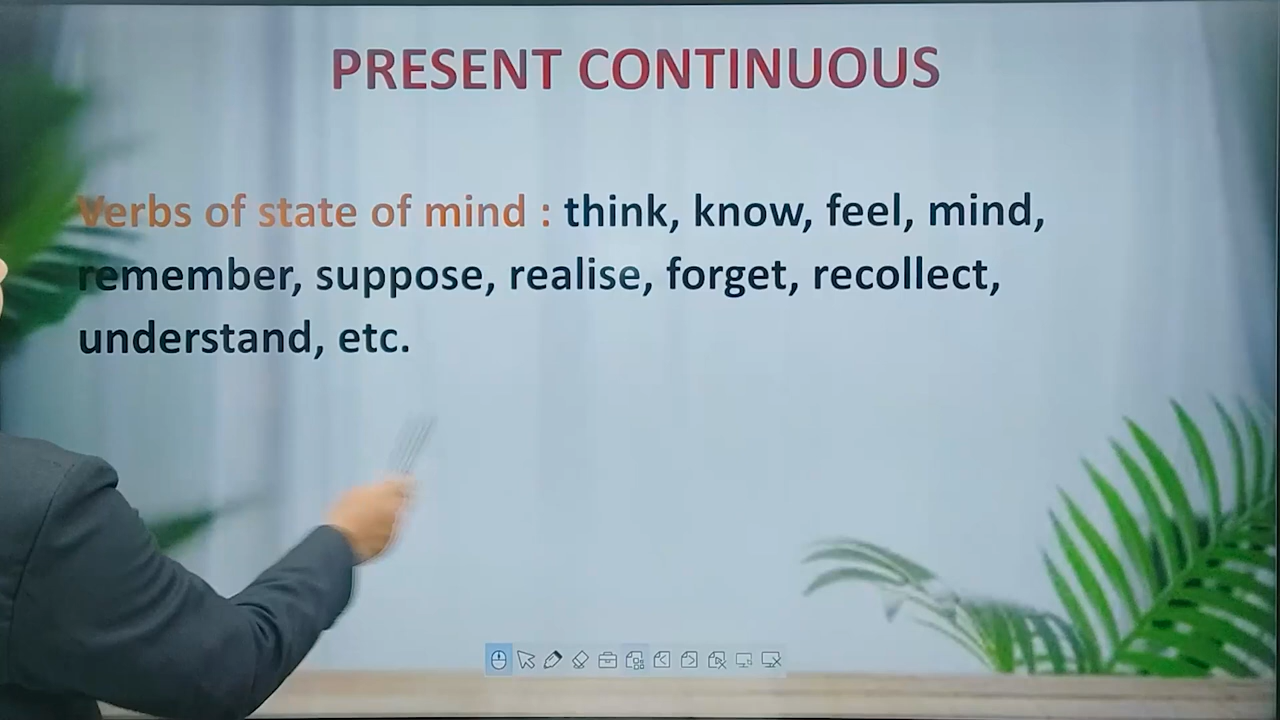 PRESENT CONTINUOUS
Verbs of state of mind : think, know, feel, mind,
remember, suppose, realise, forget, recollect,
understand, etc.